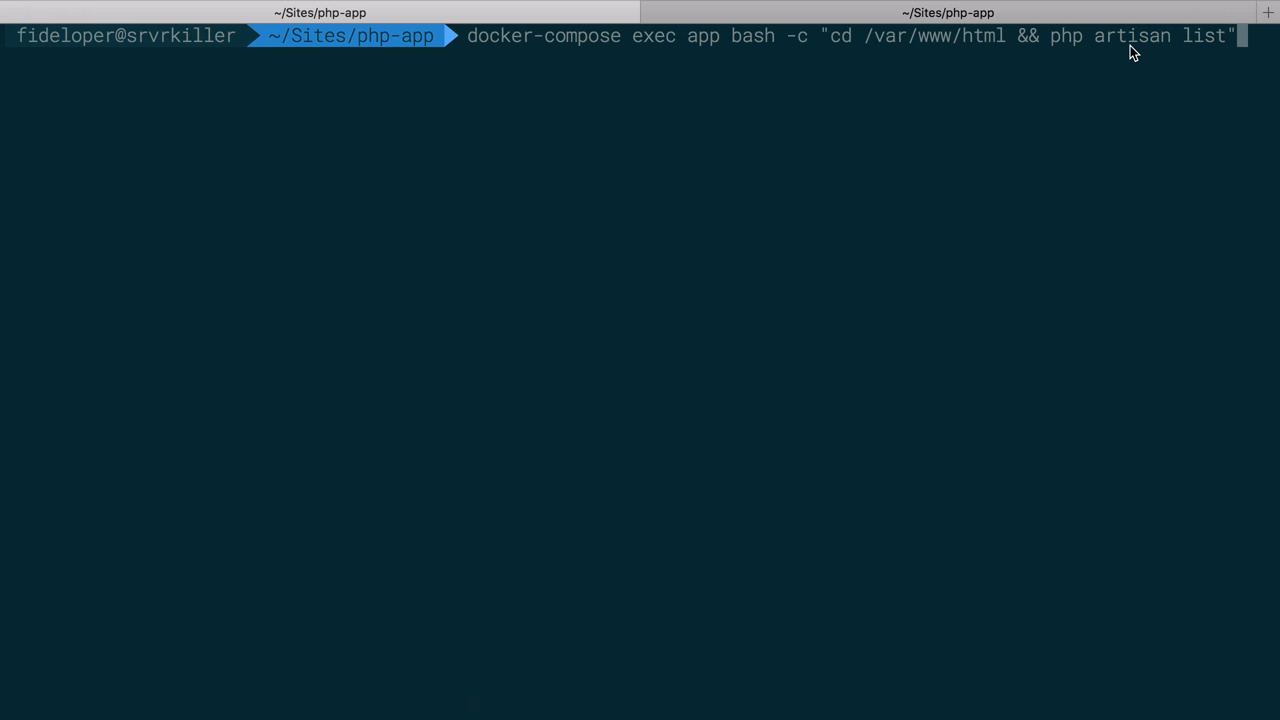 ~/Sites/php-app ~/Sites/php-app +
fideloper@srvrkiller ~/Sites/php-app docker-compose exec app bash -c "cd /var/www/html && php artisan list"